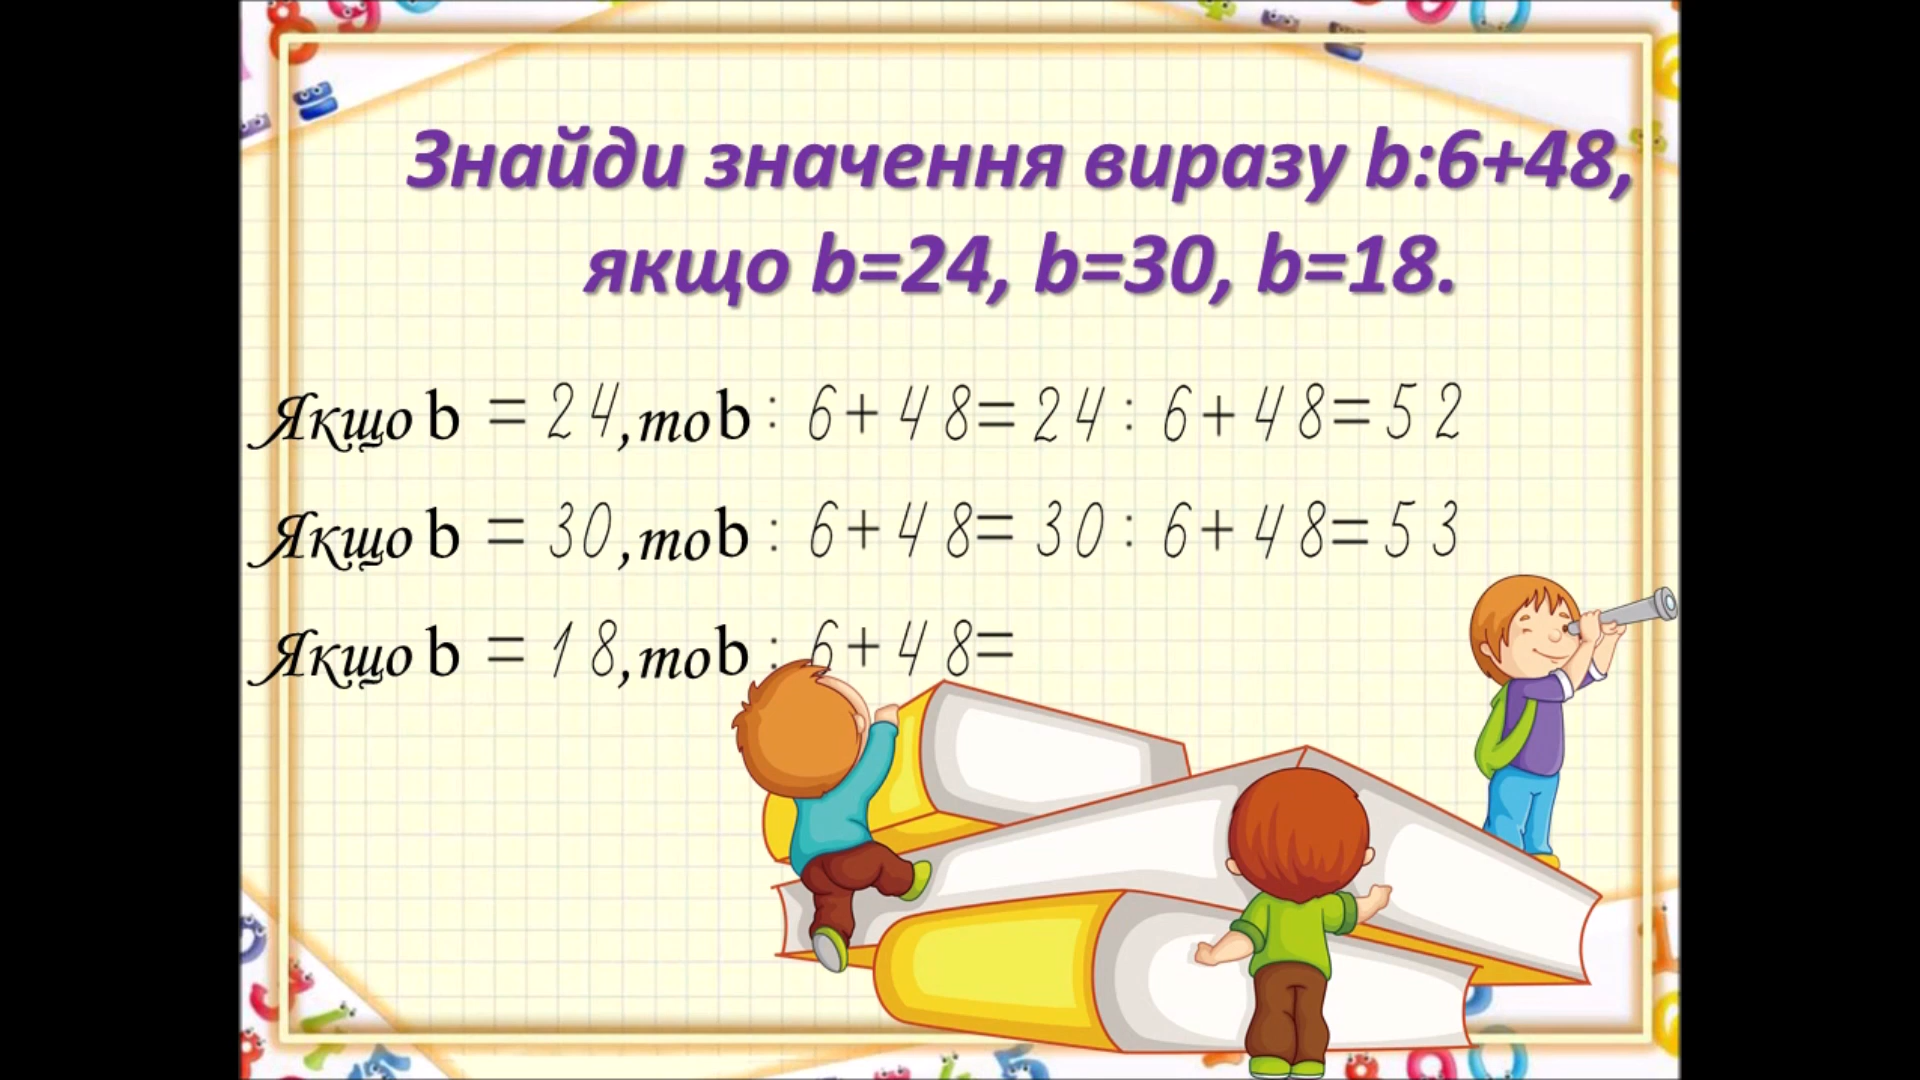 Знайди значення виразу b:6+48,
якщо b=24, b=30, b=18.
Якщо b = 24, то b : 6+48=24:6+48=52
Якщо b = 30, то b : 6+48= 30:6+48=53
Якщо b = 18, то b : 6+48=